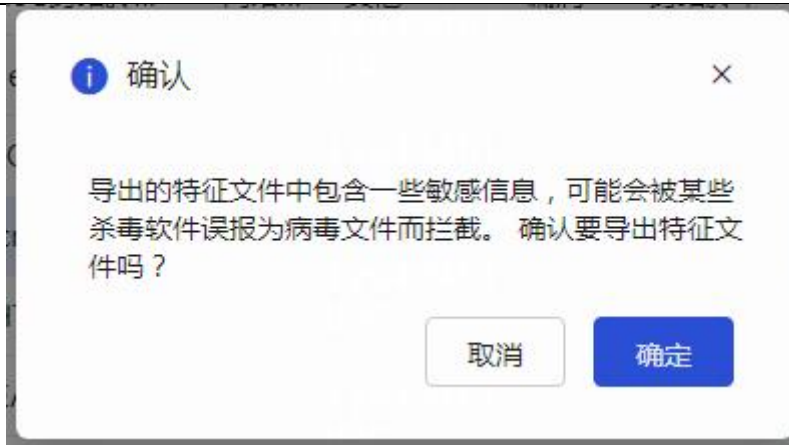 确认
导出的特征文件中包含一些敏感信息，可能会被某些
杀毒软件误报为病毒文件而拦截。 确认要导出特征文
件吗？
取消
确定